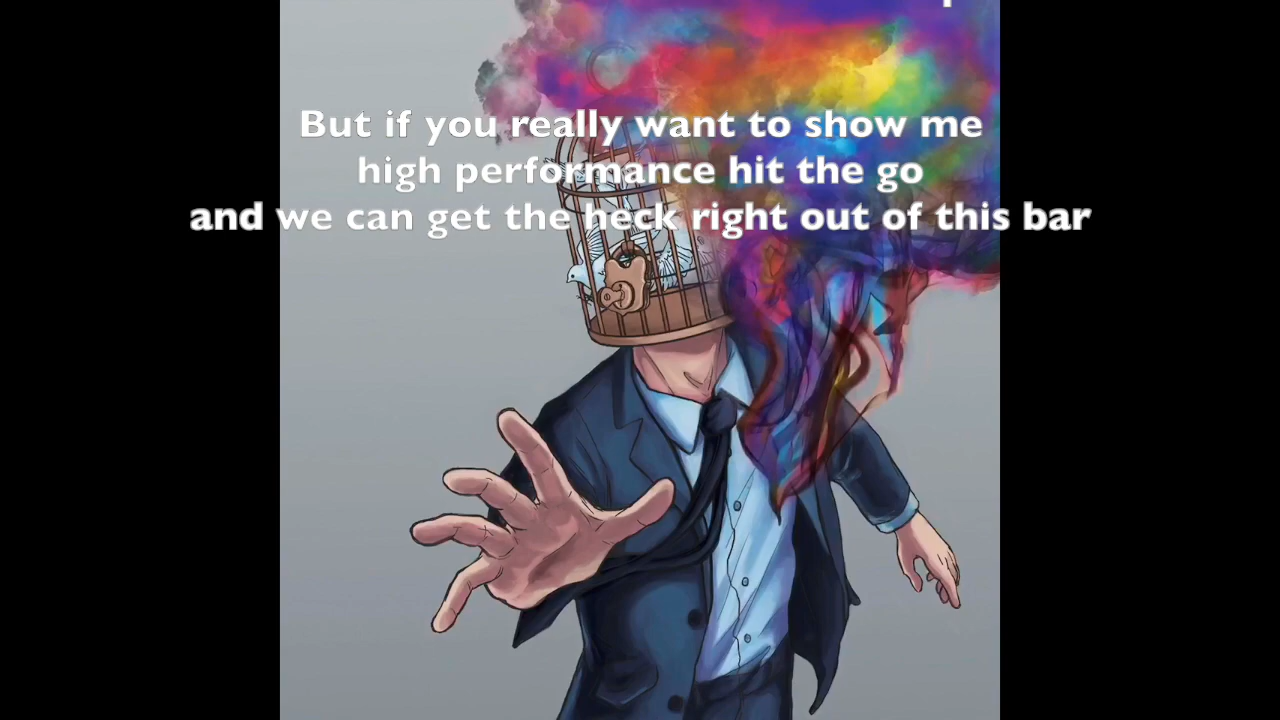 But if you really want to show me
high performance hit the go
and we can get the heck right out of this bar